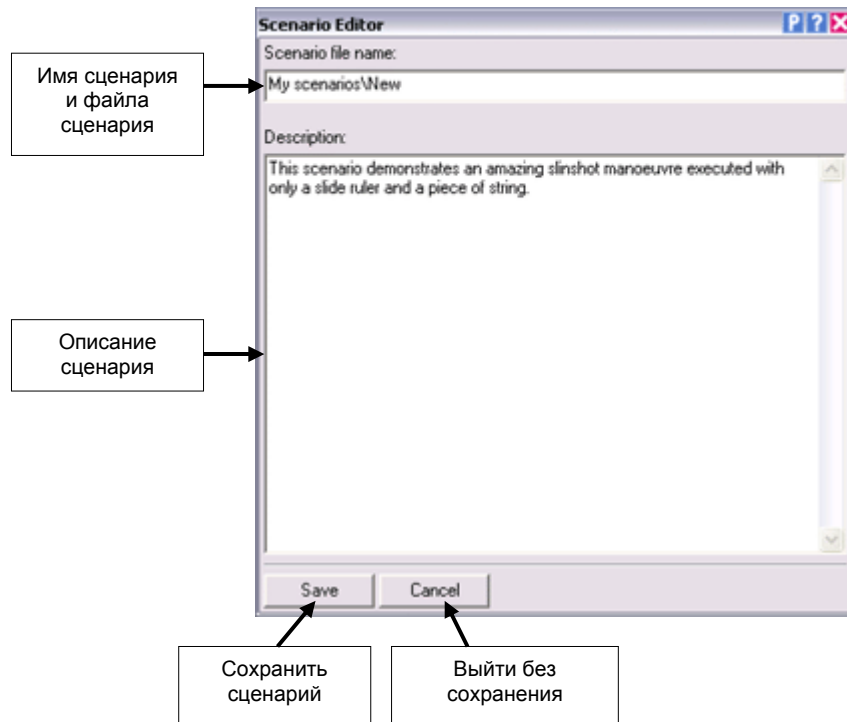 Scenario Editor P ? X
Scenario file name:
Имя сценария
и файла
сценария
My scenarios\New
Description:
This scenario demonstrates an amazing slinshot manoeuvre executed with
only a slide ruler and a piece of string.
Описание
сценария
Save Cancel
Сохранить
сценарий
Выйти без
сохранения